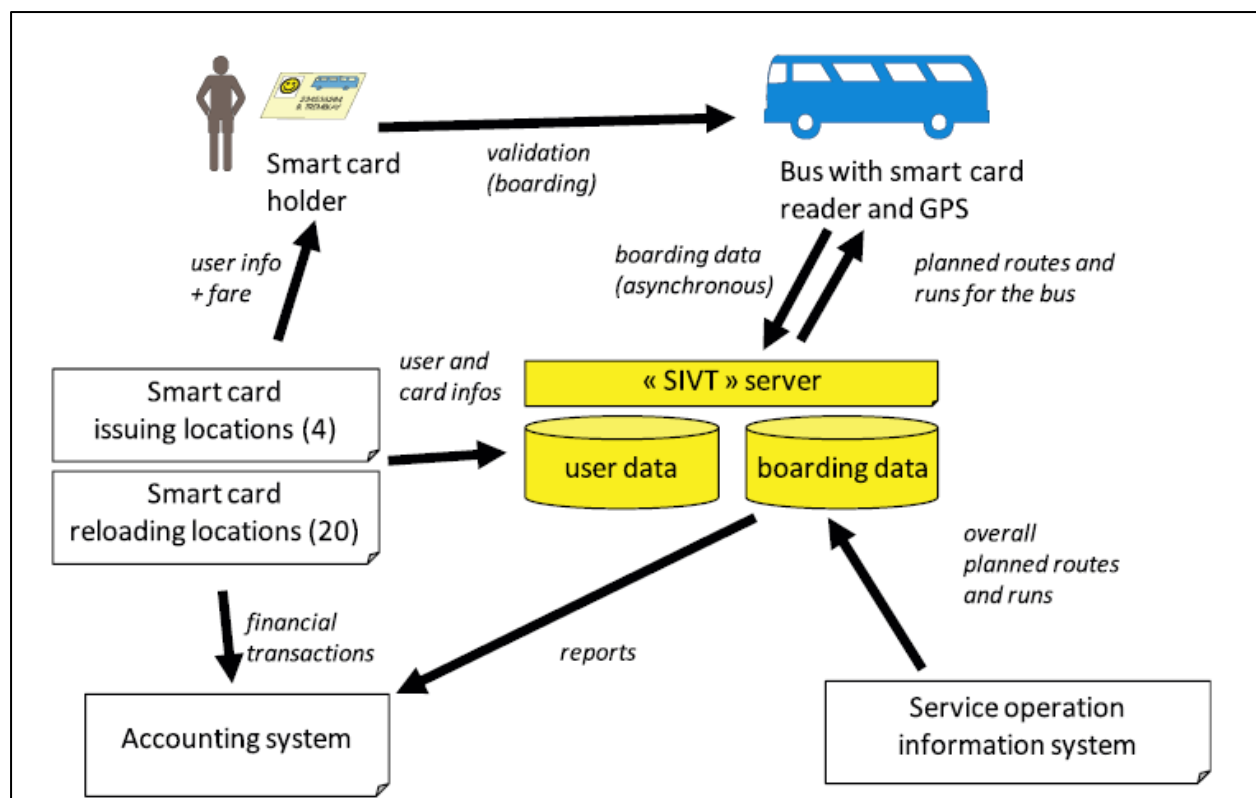 Smart card
holder
validation
(boarding)
Bus with smart card
reader and GPS
user info
+ fare
boarding data
(asynchronous)
planned routes and
runs for the bus
user and
card infos
« SIVT » server
Smart card
issuing locations (4)
user data
boarding data
Smart card
reloading locations (20)
overall
planned routes
and runs
financial
transactions
reports
Accounting system
Service operation
information system